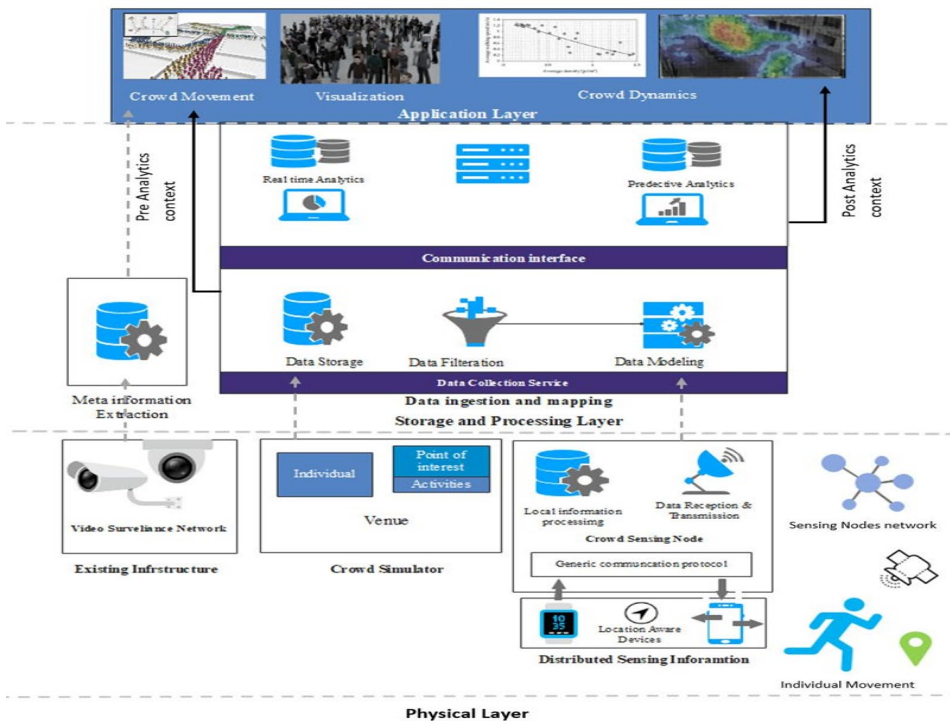 Crowd Movement
Visualization
Crowd Dynamics
Application Layer
Pre Analytics
context
Post Analytics
context
Real time Analytics
Predective Analytics
Communication interface
Data Storage
Data Filteration
Data Modeling
Data Collection Service
Meta information
Extraction
Data ingestion and mapping
Storage and Processing Layer
Individual
Point of
interest
Activities
Venue
Video Surveliance Network
Local information
processimg
Data Reception &
Transmission
Crowd Sensing Node
Generic communcation protocol
Sensing Nodes network
Existing Infrstructure
Crowd Simulator
10
35
Location Aware
Devices
Distributed Sensing Inforamtion
Individual Movement
Physical Layer